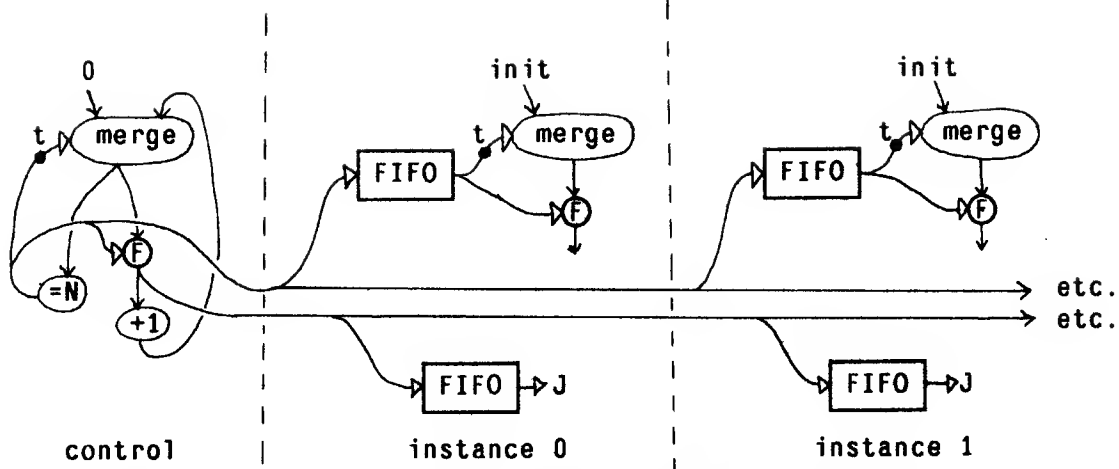 0
init
init
t
merge
t
merge
t
merge
FIFO
FIFO
F
F
F
=N
+1
etc.
etc.
FIFO
J
FIFO
J
control
instance 0
instance 1